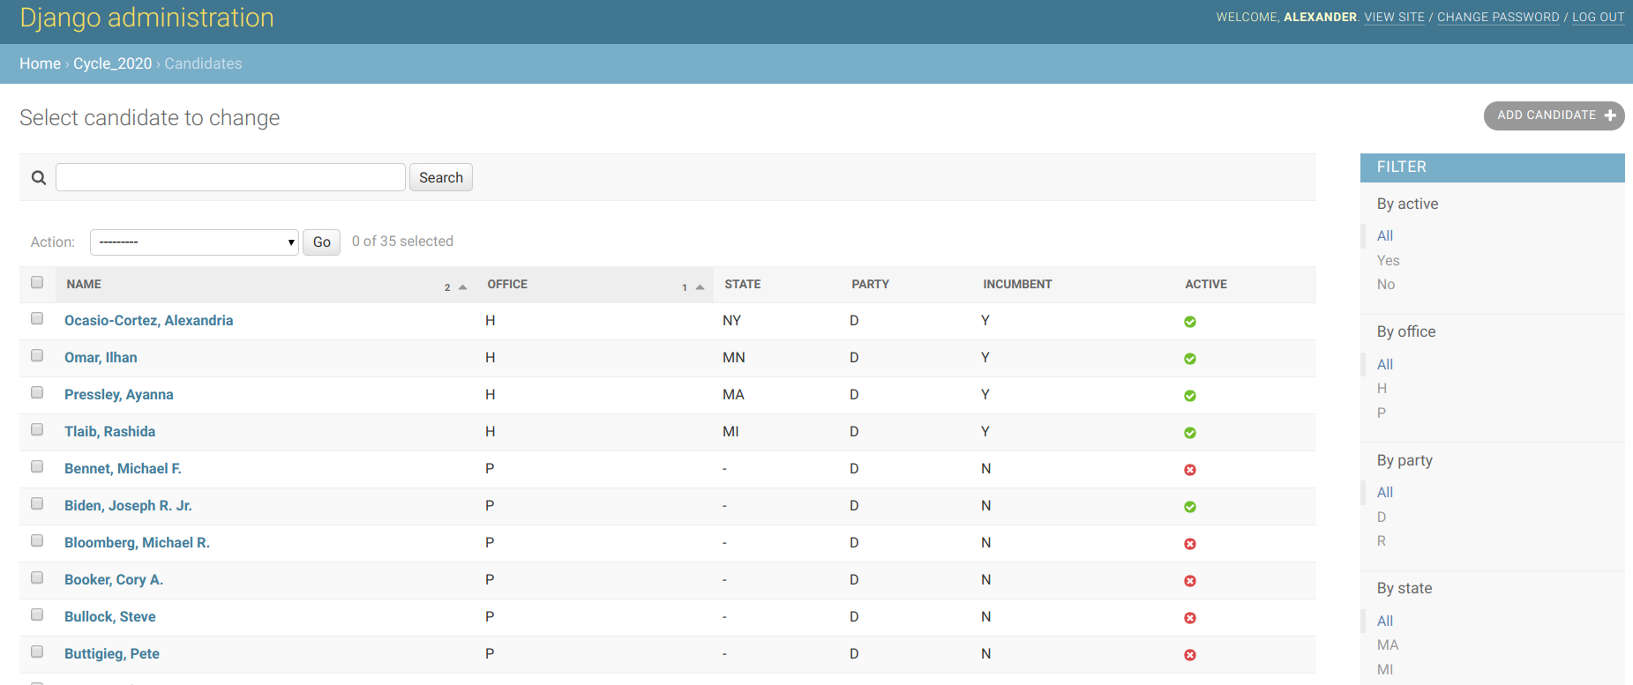 Django administration
WELCOME, ALEXANDER. VIEW SITE / CHANGE PASSWORD / LOG OUT
Home › Cycle_2020 › Candidates
Select candidate to change
ADD CANDIDATE +
Search
Action: --------- Go 0 of 35 selected
NAME 2 OFFICE 1 STATE PARTY INCUMBENT ACTIVE
Ocasio-Cortez, Alexandria H NY D Y
Omar, Ilhan H MN D Y
Pressley, Ayanna H MA D Y
Tlaib, Rashida H MI D Y
Bennet, Michael F. P - D N
Biden, Joseph R. Jr. P - D N
Bloomberg, Michael R. P - D N
Booker, Cory A. P - D N
Bullock, Steve P - D N
Buttigieg, Pete P - D N
FILTER
By active
All
Yes
No
By office
All
H
P
By party
All
D
R
By state
All
MA
MI